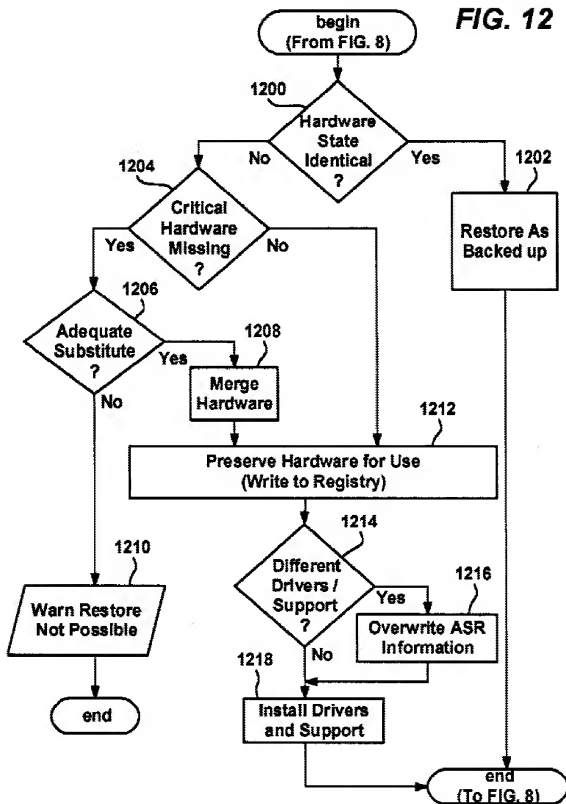 FIG. 12
begin
(From FIG. 8)
1200
Hardware
State
Identical
?
No
Yes
1204
1202
Critical
Hardware
Missing
?
Yes
No
Restore As
Backed up
1206
Adequate
Substitute
?
Yes
No
1208
Merge
Hardware
1212
Preserve Hardware for Use
(Write to Registry)
1214
Different
Drivers /
Support
?
Yes
No
1210
Warn Restore
Not Possible
1216
Overwrite ASR
Information
1218
Install Drivers
and Support
end
end
(To FIG. 8)